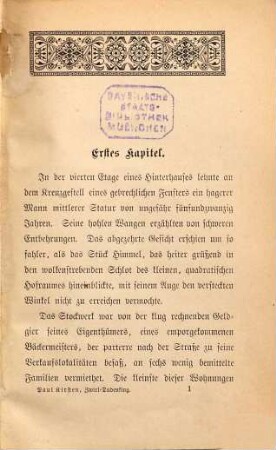 BAYERISCHE
STAATS-
BIBLIOTHEK
MUENCHEN
Erstes Kapitel.
In der vierten Etage eines Hinterhauses lehnte an
dem Kreuzgestell eines gebrechlichen Fensters ein hagerer
Mann mittlerer Statur von ungefähr fünfundzwanzig
Jahren. Seine hohlen Wangen erzählten von schweren
Entbehrungen. Das abgezehrte Gesicht erschien um so
fahler, als das Stück Himmel, das heiter grüßend in
den wolkenstrebenden Schlot des kleinen, quadratischen
Hofraumes hineinblickte, mit seinem Auge den versteckten
Winkel nicht zu erreichen vermochte.
Das Stockwerk war von der klug rechnenden Geld-
gier seines Eigenthümers, eines emporgekommenen
Bäckermeisters, der parterre nach der Straße zu seine
Verkaufslokalitäten besaß, an sechs wenig bemittelte
Familien vermiethet. Die kleinste dieser Wohnungen
Paul 1